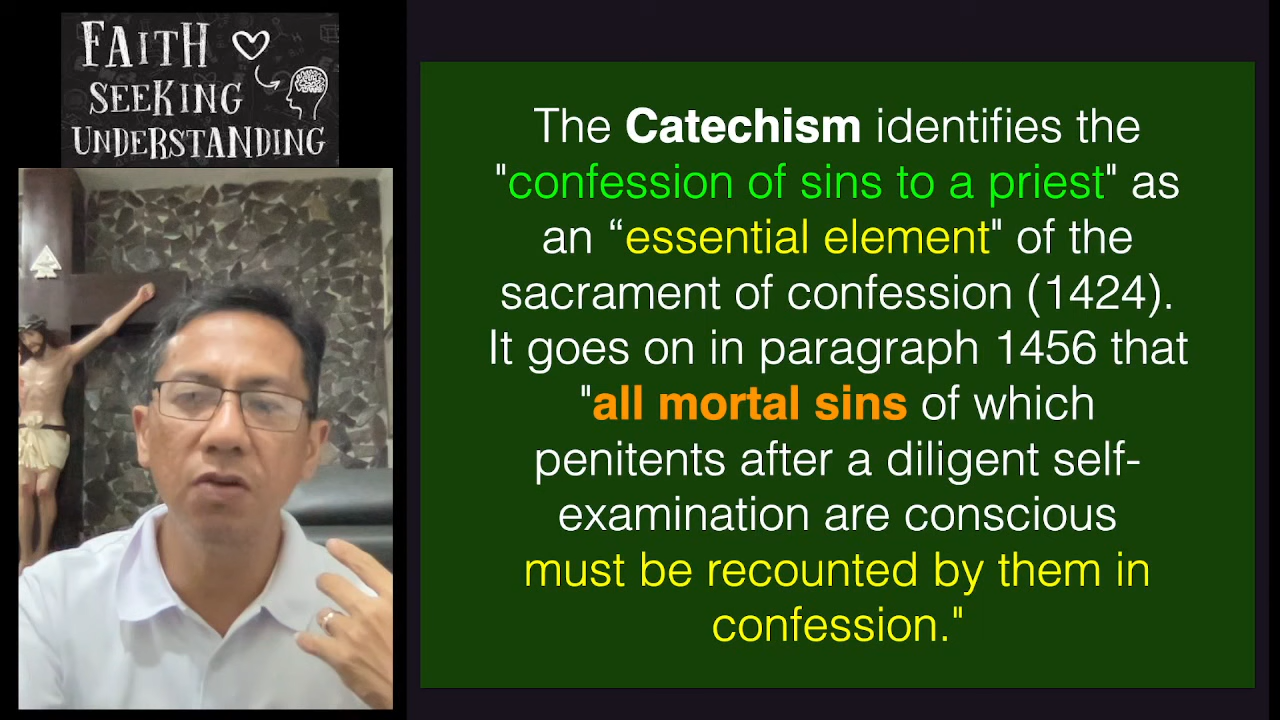 FAITH
SEEKING
UNDERSTANDING
The Catechism identifies the
"confession of sins to a priest" as
an “essential element" of the
sacrament of confession (1424).
It goes on in paragraph 1456 that
"all mortal sins of which
penitents after a diligent self-
examination are conscious
must be recounted by them in
confession."